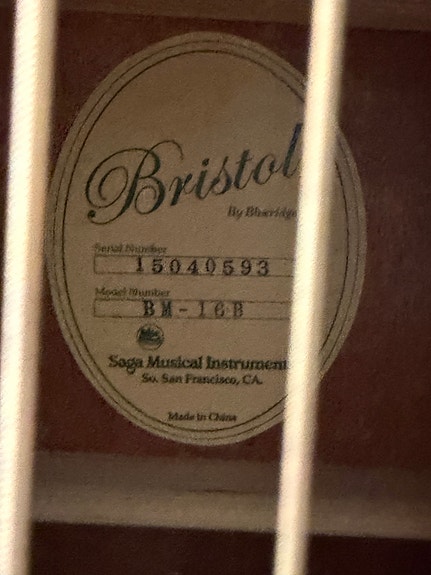 Bristol
By Blueridge
Serial Number
15040593
Model Number
BM-16B
Saga Musical Instrument
So. San Francisco, CA.
Made in China